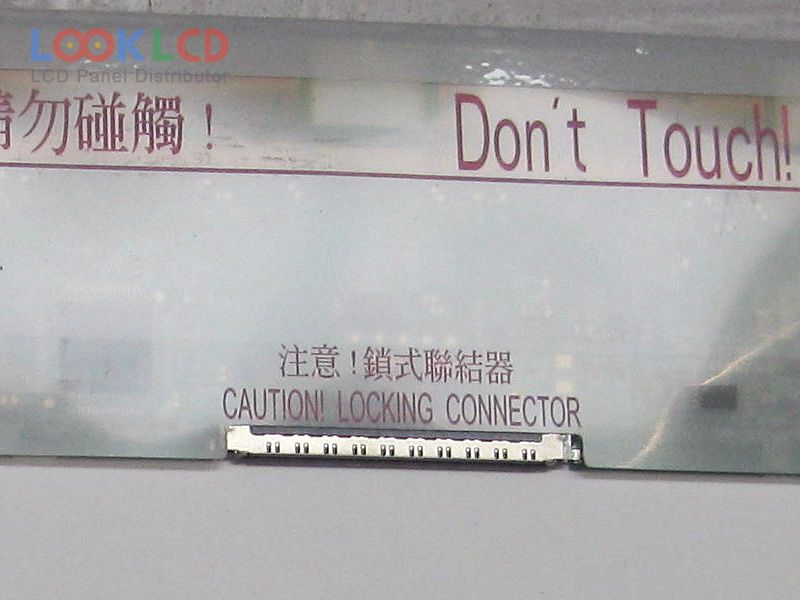 LOOKLCD
LCD Panel Distributor
請勿碰觸！ Don't Touch!
注意！鎖式聯結器
CAUTION! LOCKING CONNECTOR